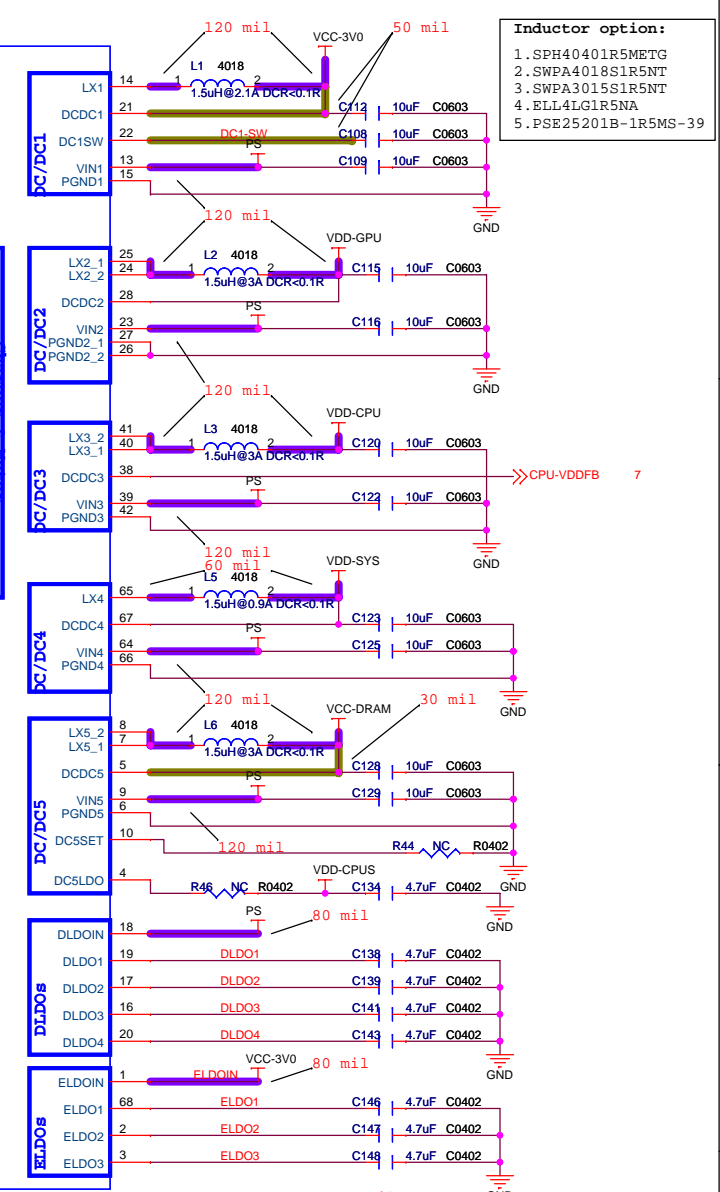 Inductor option:
1.SPH40401R5METG
2.SWPA4018S1R5NT
3.SWPA3015S1R5NT
4.ELL4LG1R5NA
5.PSE25201B-1R5MS-39
120 mil
50 mil
VCC-3V0
DC/DC1
L1 4018
LX1 14 1 2
1.5uH@2.1A DCR<0.1R
DCDC1 21 C112 10uF C0603
DC1SW 22 DC1-SW C108 10uF C0603
PS
VIN1 13 C109 10uF C0603
PGND1 15
GND
120 mil
VDD-GPU
DC/DC2
LX2_1 25 L2 4018
LX2_2 24 1 2 C115 10uF C0603
1.5uH@3A DCR<0.1R
DCDC2 28
PS
VIN2 23 C116 10uF C0603
PGND2_1 27
PGND2_2 26
GND
120 mil
VDD-CPU
DC/DC3
LX3_2 41 L3 4018
LX3_1 40 1 2 C120 10uF C0603
1.5uH@3A DCR<0.1R
DCDC3 38 CPU-VDDFB 7
PS
VIN3 39 C122 10uF C0603
PGND3 42
GND
120 mil
60 mil
VDD-SYS
DC/DC4
L5 4018
LX4 65 1 2
1.5uH@0.9A DCR<0.1R
DCDC4 67 C123 10uF C0603
PS
VIN4 64 C125 10uF C0603
PGND4 66
GND
120 mil
30 mil
VCC-DRAM
DC/DC5
LX5_2 8 L6 4018
LX5_1 7 1 2
1.5uH@3A DCR<0.1R
DCDC5 5 C128 10uF C0603
PS
VIN5 9 C129 10uF C0603
PGND5 6
DC5SET 10 R44 NC R0402
120 mil
GND
VDD-CPUS
DC5LDO 4 R46 NC R0402 C134 4.7uF C0402
GND
PS
80 mil
DLDOs
DLDOIN 18
DLDO1 19 DLDO1 C138 4.7uF C0402
DLDO2 17 DLDO2 C139 4.7uF C0402
DLDO3 16 DLDO3 C141 4.7uF C0402
DLDO4 20 DLDO4 C143 4.7uF C0402
GND
VCC-3V0
80 mil
ELDOs
ELDOIN 1 ELDOIN
ELDO1 68 ELDO1 C146 4.7uF C0402
ELDO2 2 ELDO2 C147 4.7uF C0402
ELDO3 3 ELDO3 C148 4.7uF C0402